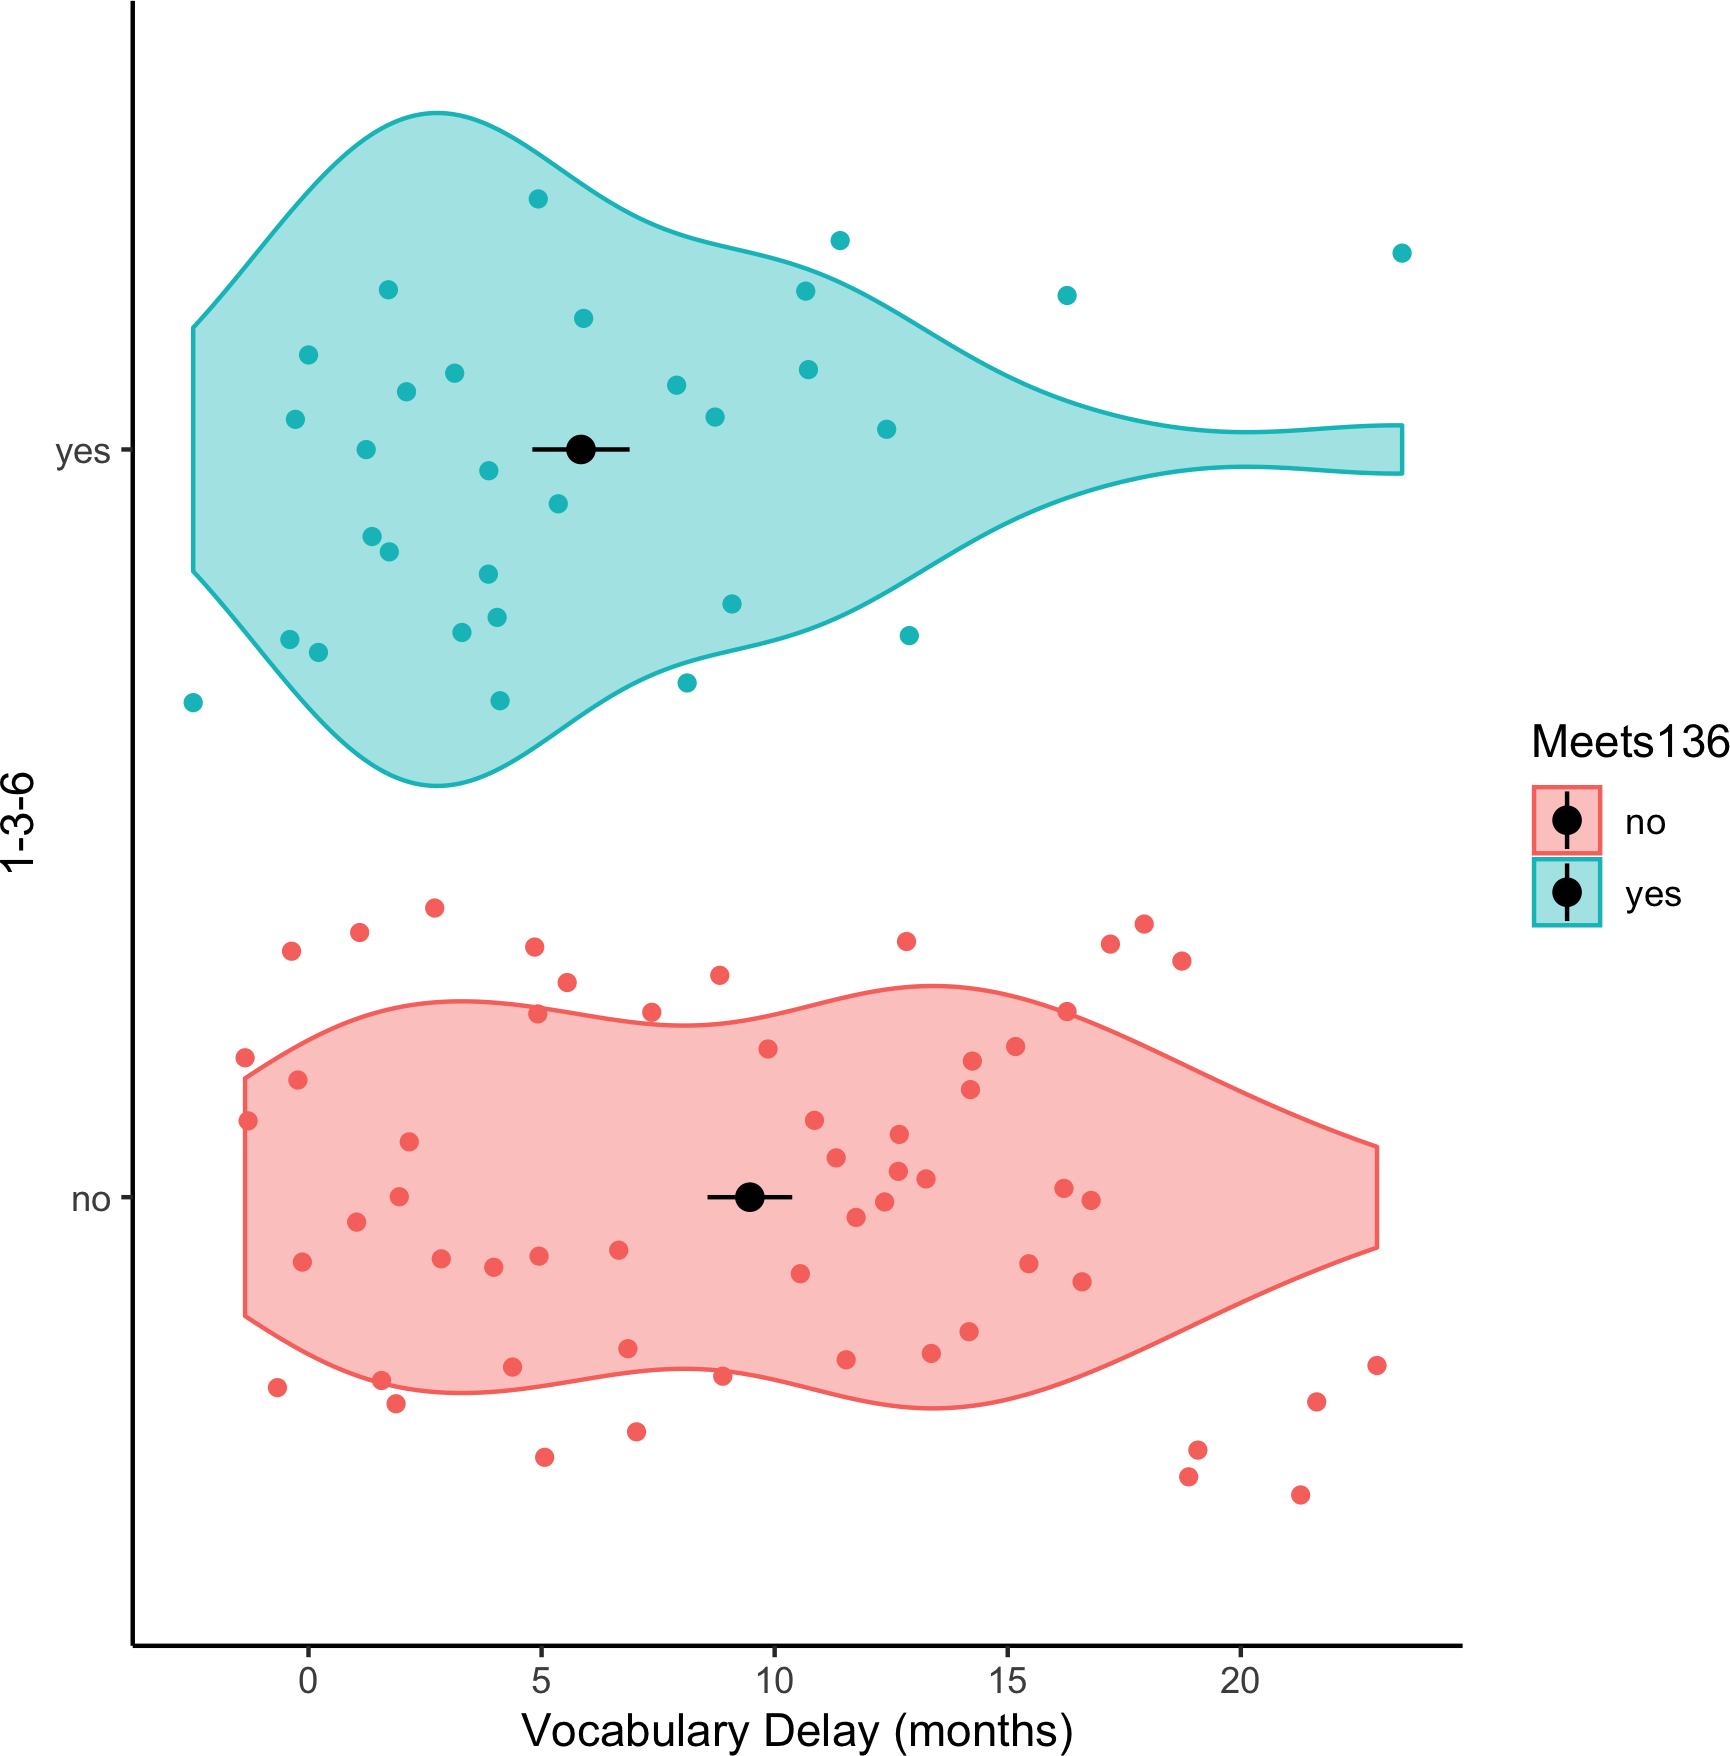 1-3-6
yes
no
0 5 10 15 20
Vocabulary Delay (months)
Meets136
no
yes